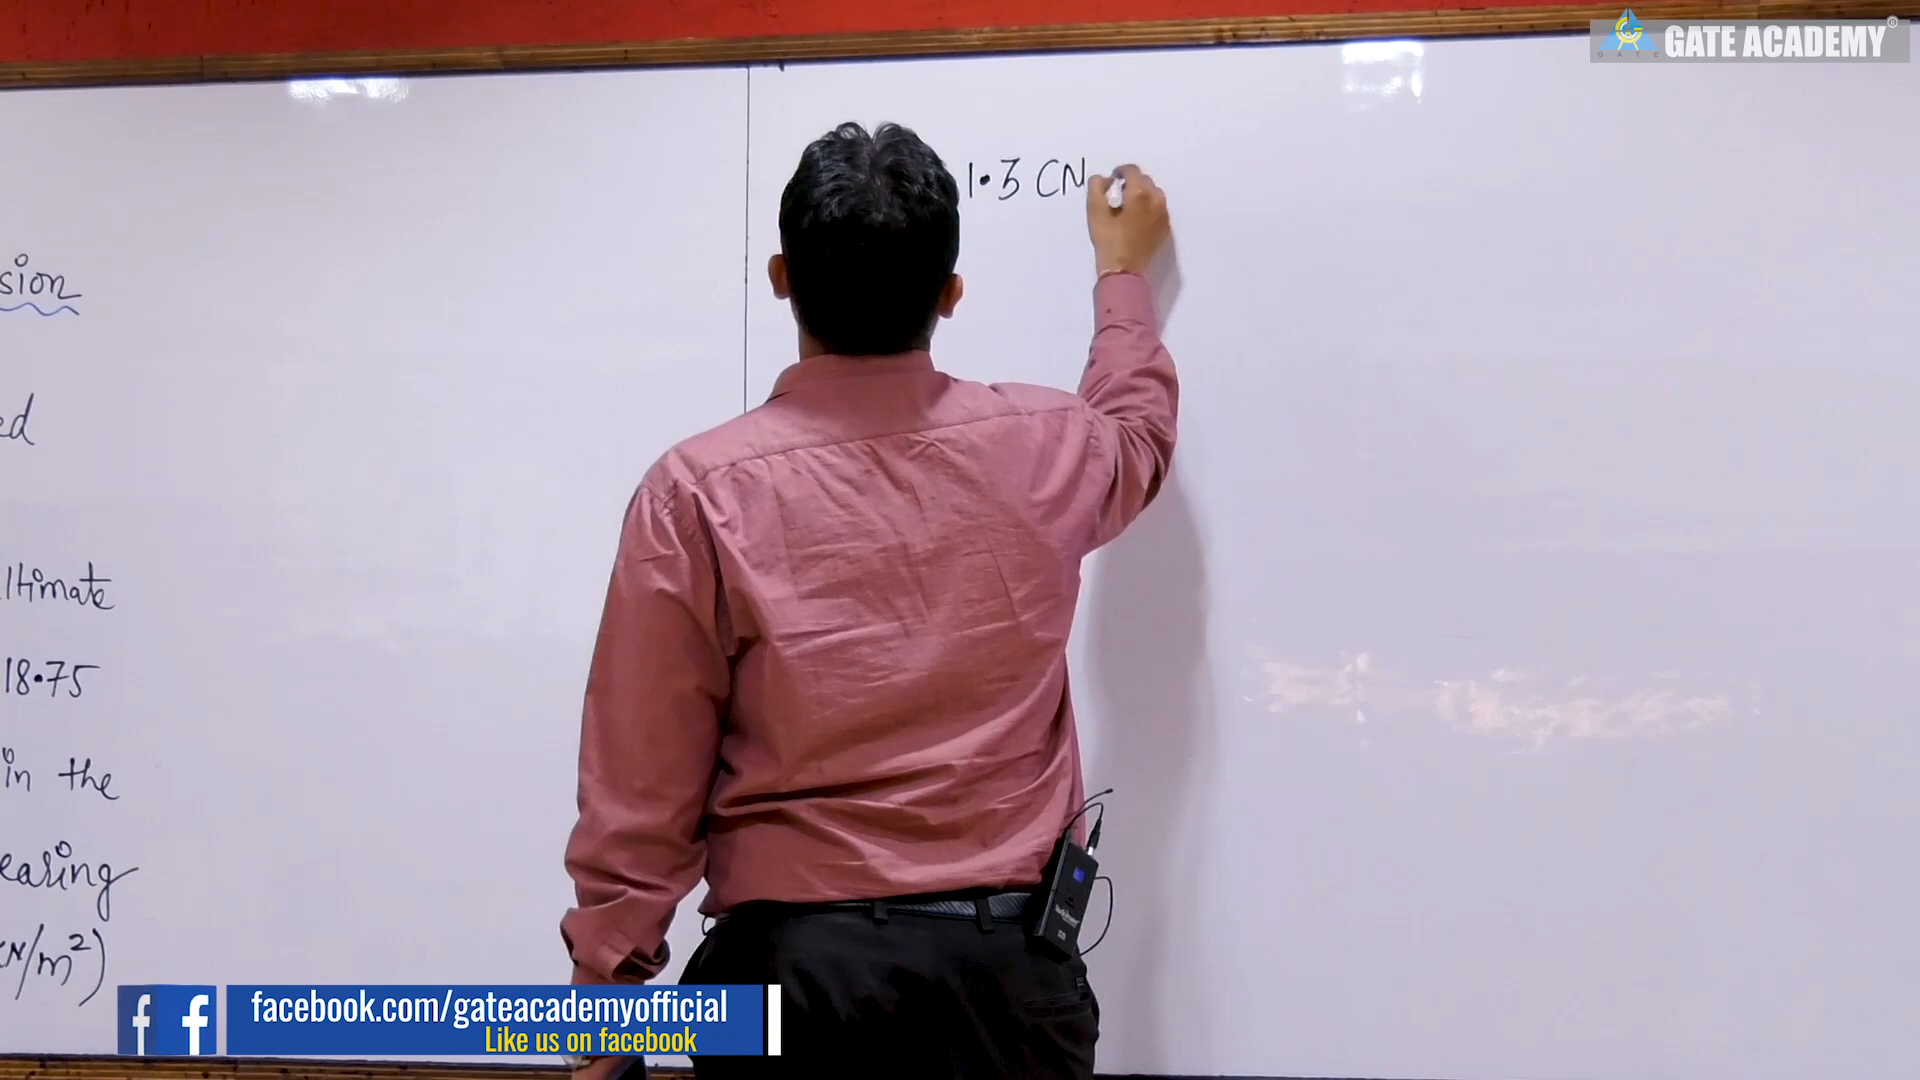 GATE ACADEMY
1.3 CN
sion
ed
ltimate
18.75
in the
earing
N/m²)
facebook.com/gateacademyofficial
Like us on facebook